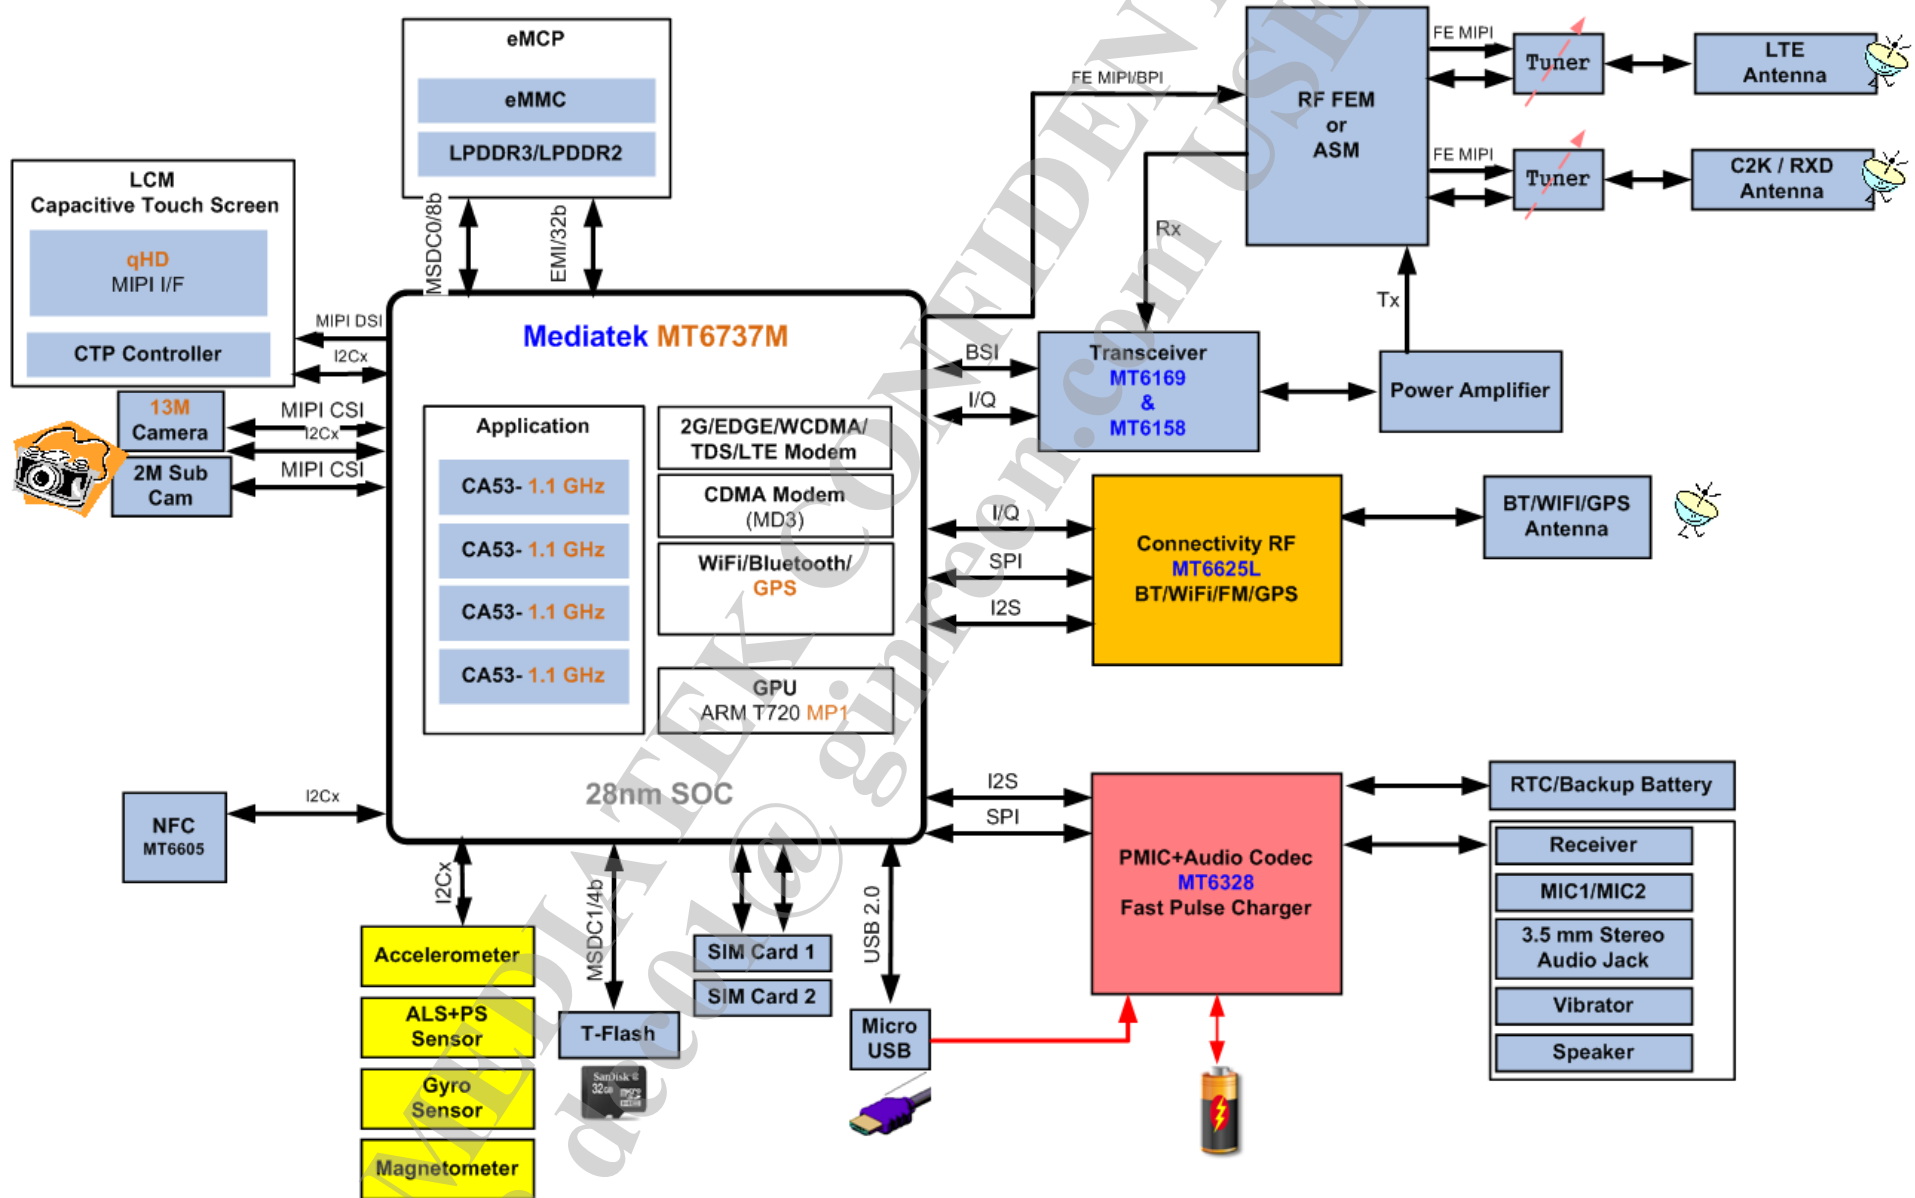 eMCP
eMMC
LPDDR3/LPDDR2
LCM
Capacitive Touch Screen
qHD
MIPI I/F
CTP Controller
MSDC0/8b
EMI/32b
MIPI DSI
I2Cx
13M
Camera
2M Sub
Cam
MIPI CSI
I2Cx
MIPI CSI
Mediatek MT6737M
Application
CA53- 1.1 GHz
CA53- 1.1 GHz
CA53- 1.1 GHz
CA53- 1.1 GHz
2G/EDGE/WCDMA/
TDS/LTE Modem
CDMA Modem
(MD3)
WiFi/Bluetooth/
GPS
GPU
ARM T720 MP1
28nm SOC
FE MIPI/BPI
RF FEM
or
ASM
FE MIPI
Tuner
LTE
Antenna
FE MIPI
Tuner
C2K / RXD
Antenna
Rx
Tx
BSI
I/Q
Transceiver
MT6169
&
MT6158
Power Amplifier
I/Q
SPI
I2S
Connectivity RF
MT6625L
BT/WiFi/FM/GPS
BT/WIFI/GPS
Antenna
I2S
SPI
PMIC+Audio Codec
MT6328
Fast Pulse Charger
RTC/Backup Battery
Receiver
MIC1/MIC2
3.5 mm Stereo
Audio Jack
Vibrator
Speaker
NFC
MT6605
I2Cx
I2Cx
Accelerometer
ALS+PS
Sensor
Gyro
Sensor
Magnetometer
MSDC1/4b
T-Flash
SanDisk
32GB
SIM Card 1
SIM Card 2
USB 2.0
Micro
USB
MEDIATEK CONFIDENT
ginreen.com USE